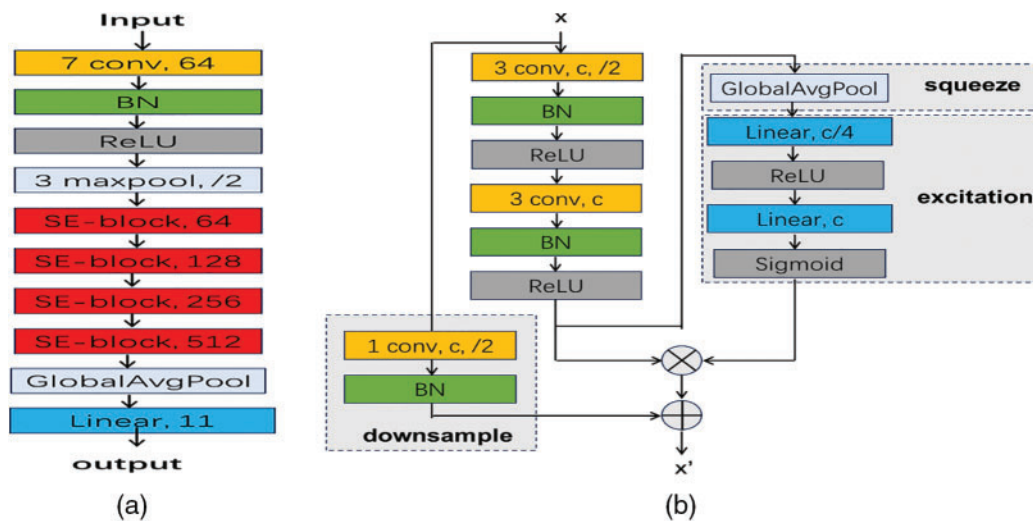 Input
7 conv, 64
BN
ReLU
3 maxpool, /2
SE-block, 64
SE-block, 128
SE-block, 256
SE-block, 512
GlobalAvgPool
Linear, 11
output
(a)
x
3 conv, c, /2
BN
ReLU
3 conv, c
BN
ReLU
1 conv, c, /2
BN
downsample
GlobalAvgPool
squeeze
Linear, c/4
ReLU
excitation
Linear, c
Sigmoid
x'
(b)